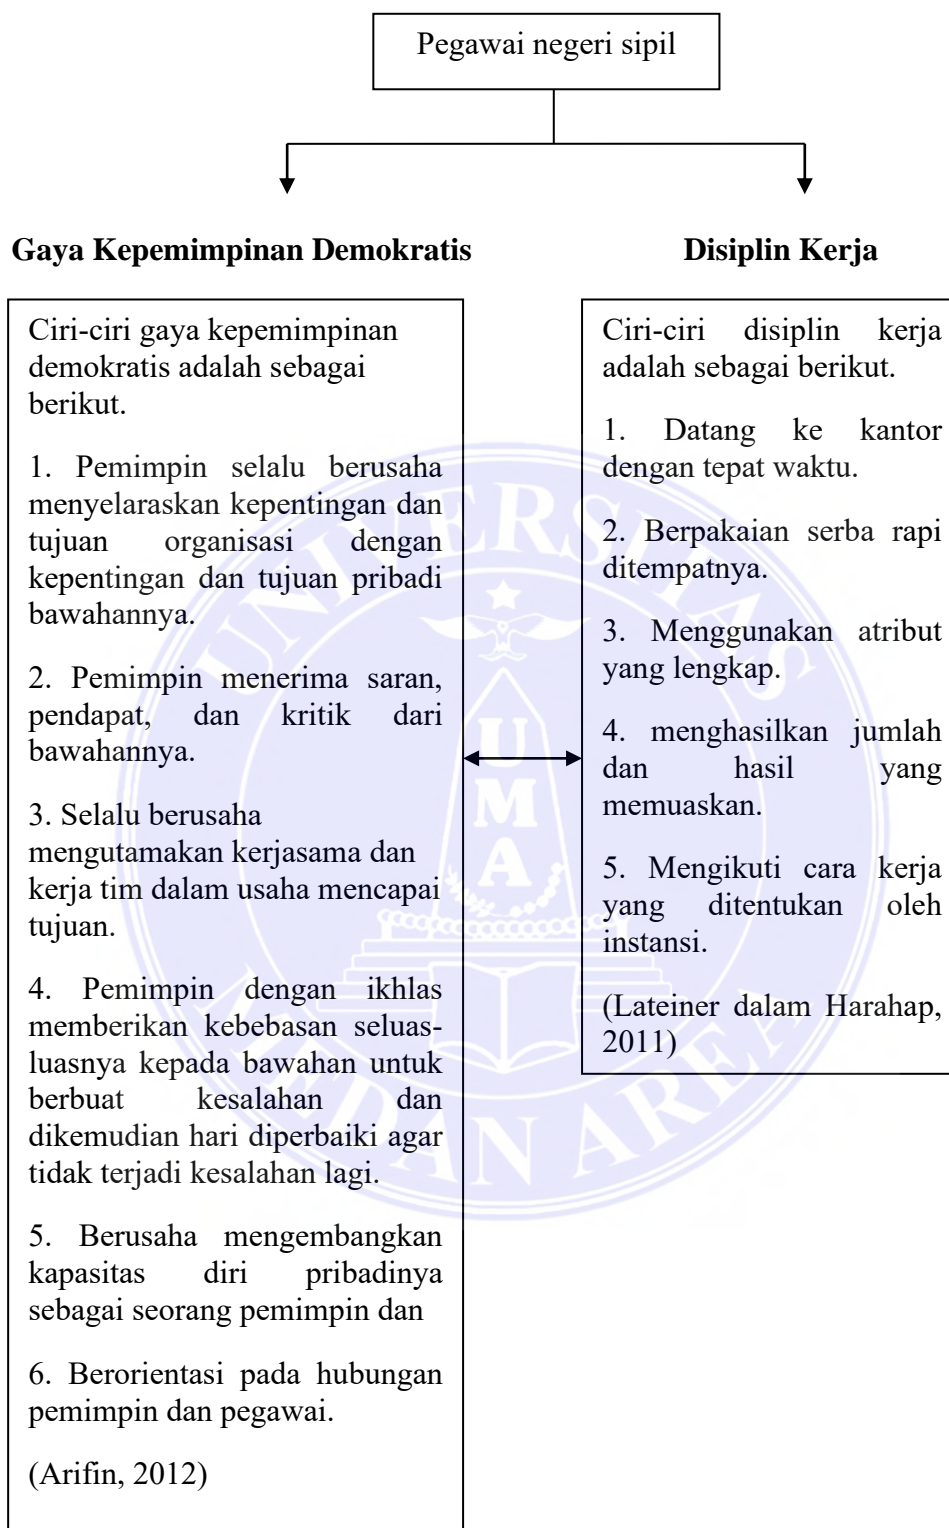 Pegawai negeri sipil
Gaya Kepemimpinan Demokratis
Ciri-ciri gaya kepemimpinan
demokratis adalah sebagai
berikut.
1. Pemimpin selalu berusaha
menyelaraskan kepentingan dan
tujuan organisasi dengan
kepentingan dan tujuan pribadi
bawahannya.
2. Pemimpin menerima saran,
pendapat, dan kritik dari
bawahannya.
3. Selalu berusaha
mengutamakan kerjasama dan
kerja tim dalam usaha mencapai
tujuan.
4. Pemimpin dengan ikhlas
memberikan kebebasan seluas-
luasnya kepada bawahan untuk
berbuat kesalahan dan
dikemudian hari diperbaiki agar
tidak terjadi kesalahan lagi.
5. Berusaha mengembangkan
kapasitas diri pribadinya
sebagai seorang pemimpin dan
6. Berorientasi pada hubungan
pemimpin dan pegawai.
(Arifin, 2012)
Disiplin Kerja
Ciri-ciri disiplin kerja
adalah sebagai berikut.
1. Datang ke kantor
dengan tepat waktu.
2. Berpakaian serba rapi
ditempatnya.
3. Menggunakan atribut
yang lengkap.
4. menghasilkan jumlah
dan hasil yang
memuaskan.
5. Mengikuti cara kerja
yang ditentukan oleh
instansi.
(Lateiner dalam Harahap,
2011)
UNIVERSITAS
UMA
MEDAN AREA